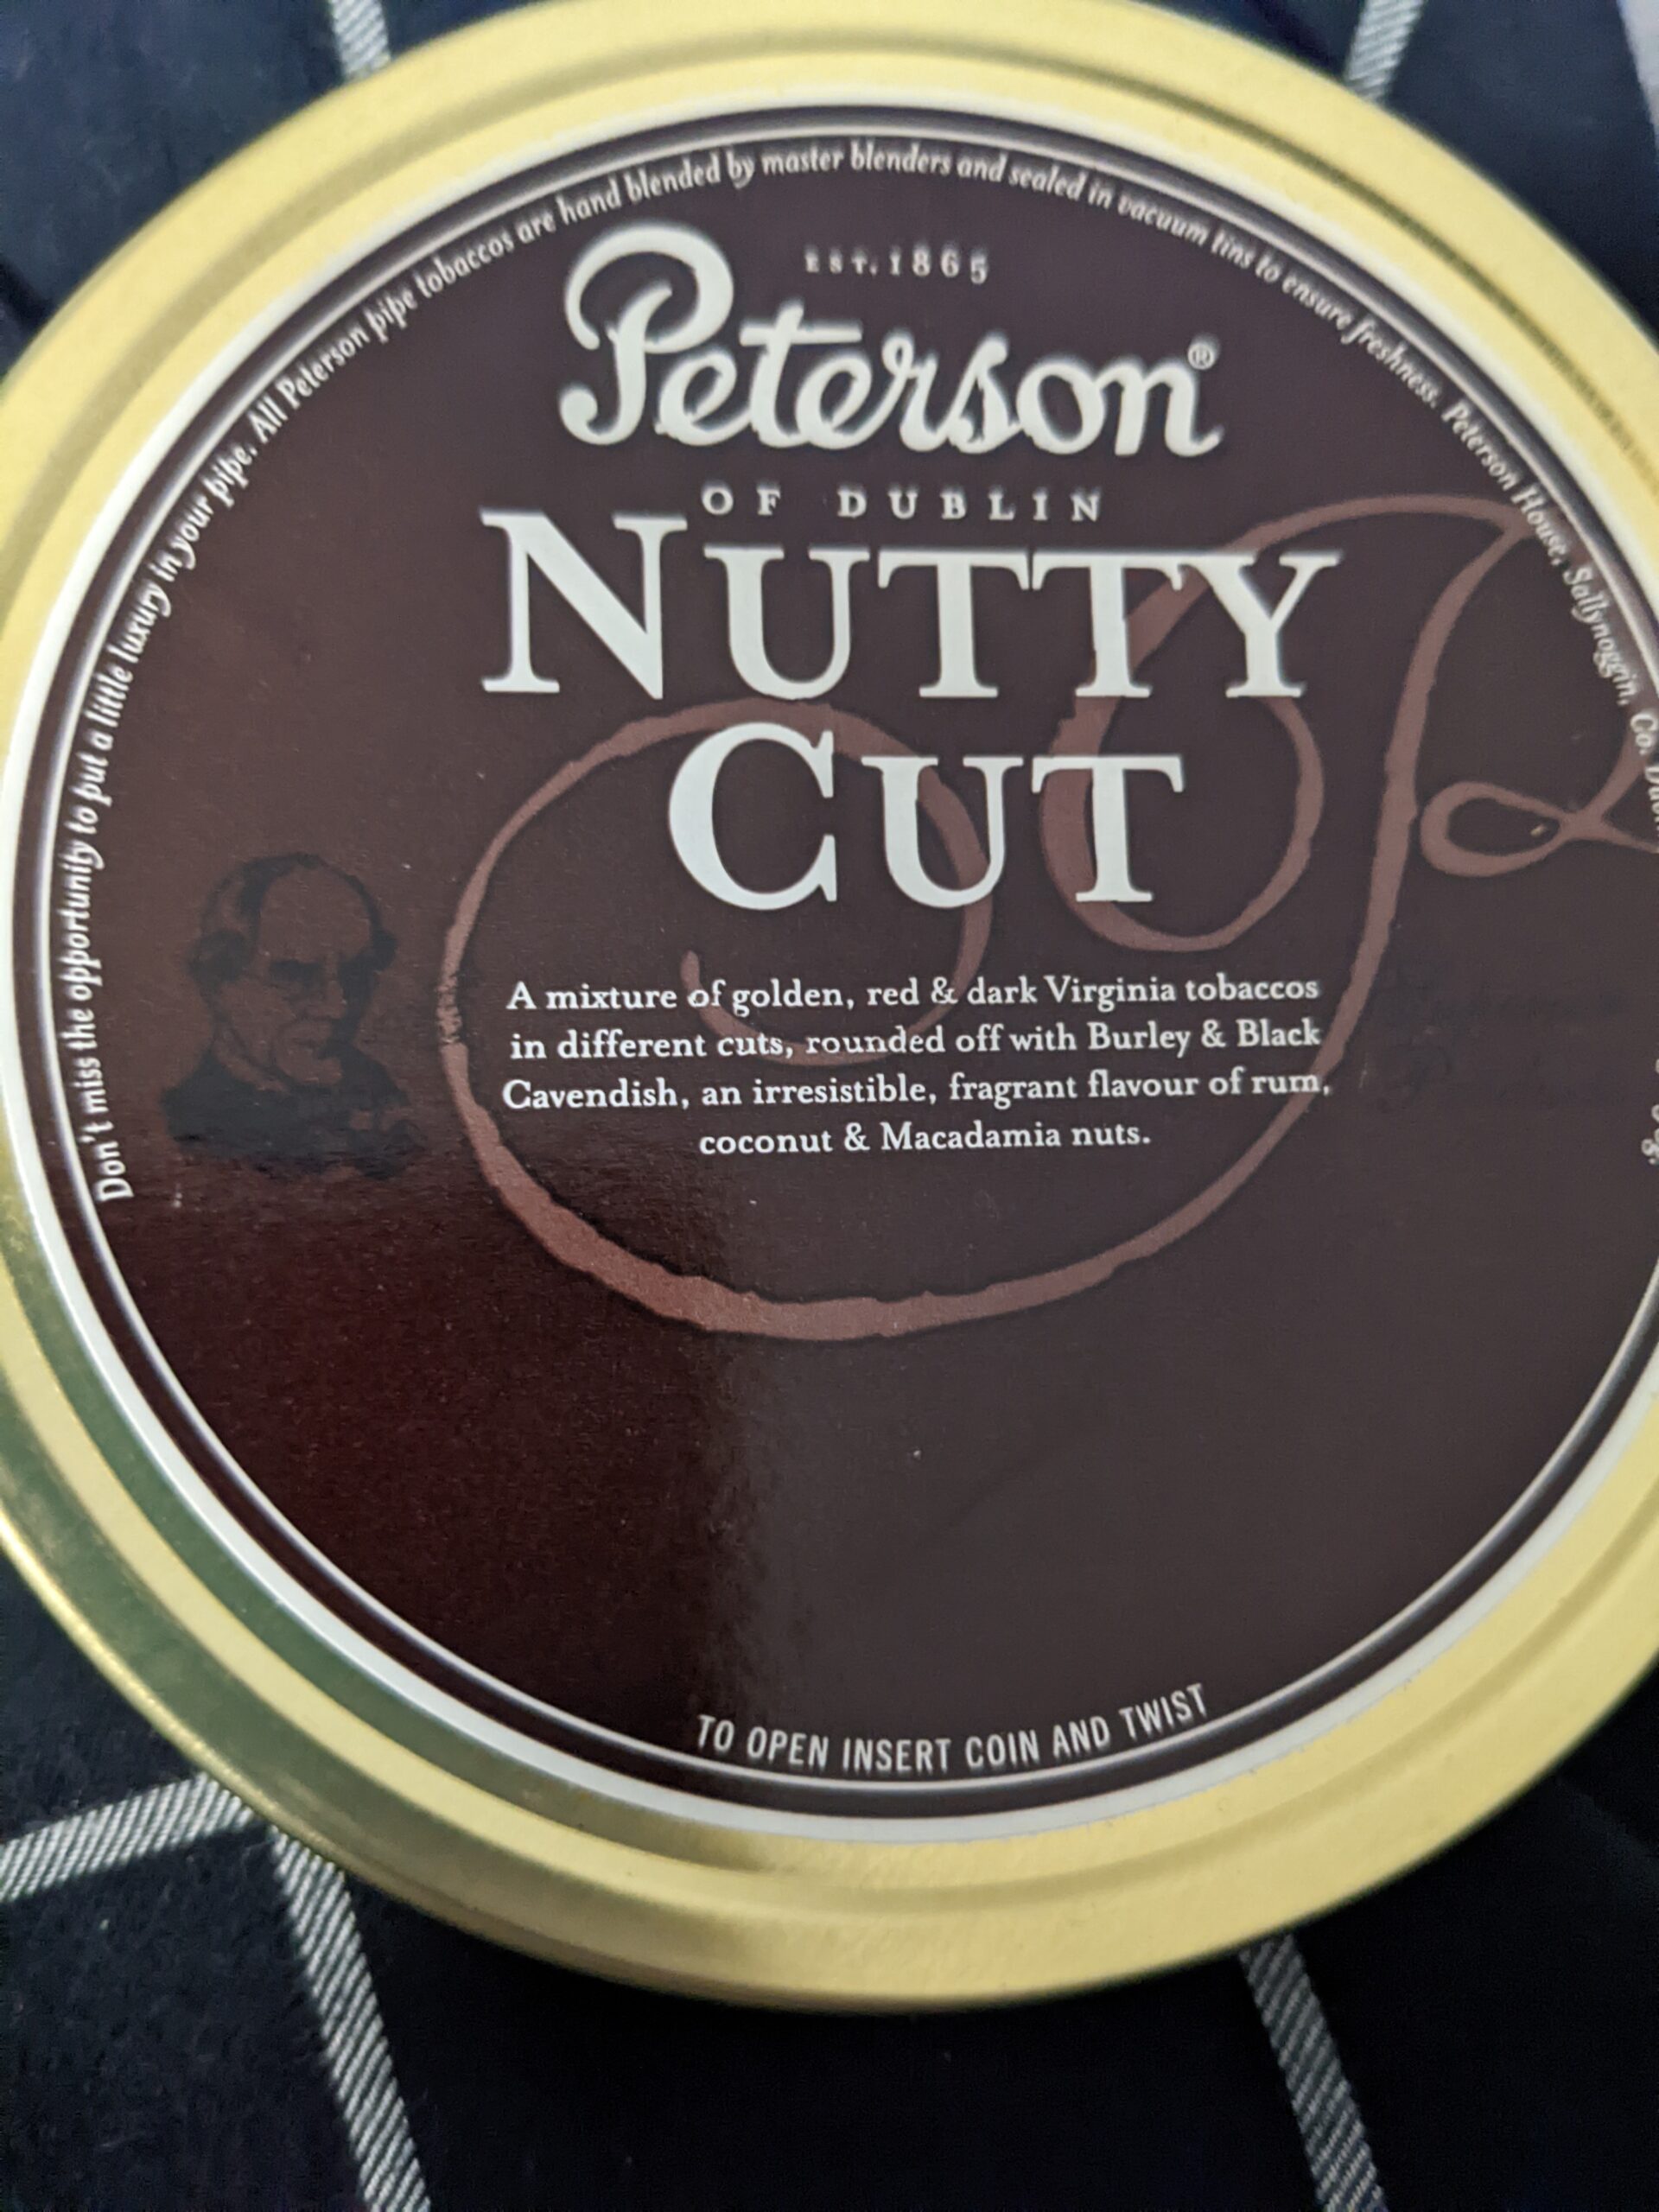 Don't miss the opportunity to put a little luxury in your pipe. All Peterson pipe tobaccos are hand blended by master blenders and sealed in vacuum tins to ensure freshness. Peterson House, Sallynoggin, Co.
EST. 1865
Peterson®
OF DUBLIN
NUTTY
CUT
A mixture of golden, red & dark Virginia tobaccos
in different cuts, rounded off with Burley & Black
Cavendish, an irresistible, fragrant flavour of rum,
coconut & Macadamia nuts.
TO OPEN INSERT COIN AND TWIST